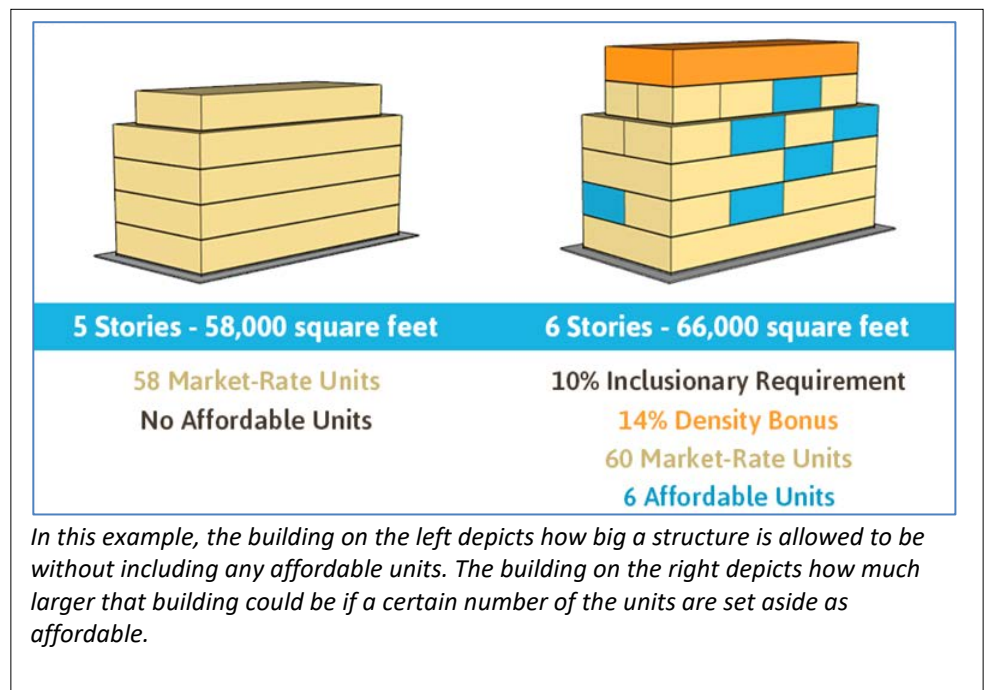 5 Stories - 58,000 square feet
58 Market-Rate Units
No Affordable Units
6 Stories - 66,000 square feet
10% Inclusionary Requirement
14% Density Bonus
60 Market-Rate Units
6 Affordable Units
In this example, the building on the left depicts how big a structure is allowed to be
without including any affordable units. The building on the right depicts how much
larger that building could be if a certain number of the units are set aside as
affordable.